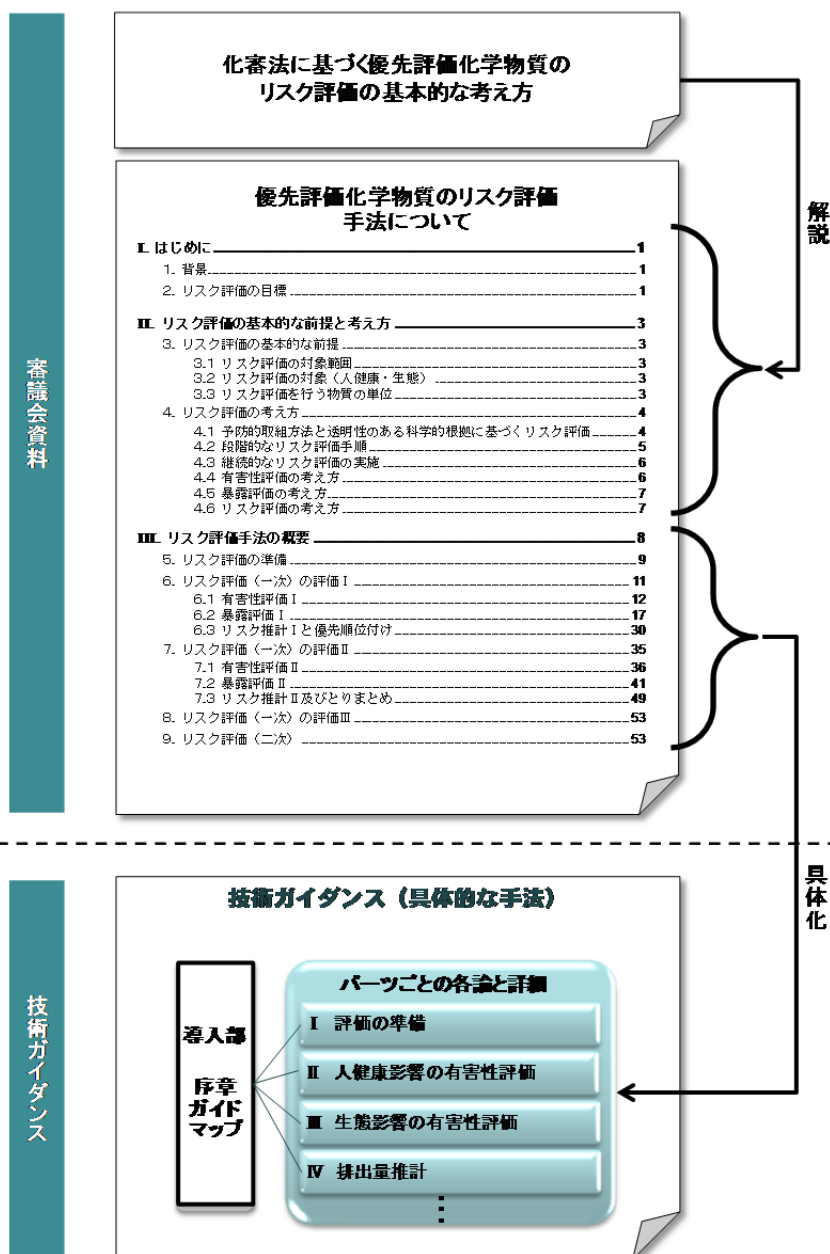 化審法に基づく優先評価化学物質の
リスク評価の基本的な考え方
優先評価化学物質のリスク評価
手法について
Ⅰ. はじめに 1
1. 背景 1
2. リスク評価の目標 1
Ⅱ. リスク評価の基本的な前提と考え方 3
3. リスク評価の基本的な前提 3
3.1 リスク評価の対象範囲 3
3.2 リスク評価の対象（人健康・生態） 3
3.3 リスク評価を行う物質の単位 3
4. リスク評価の考え方 4
4.1 予防的取組方法と透明性のある科学的根拠に基づくリスク評価 4
4.2 段階的なリスク評価手順 5
4.3 継続的なリスク評価の実施 6
4.4 有害性評価の考え方 6
4.5 暴露評価の考え方 7
4.6 リスク評価の考え方 7
Ⅲ. リスク評価手法の概要 8
5. リスク評価の準備 9
6. リスク評価（一次）の評価Ⅰ 11
6.1 有害性評価Ⅰ 12
6.2 暴露評価Ⅰ 17
6.3 リスク推計Ⅰと優先順位付け 30
7. リスク評価（一次）の評価Ⅱ 35
7.1 有害性評価Ⅱ 36
7.2 暴露評価Ⅱ 41
7.3 リスク推計Ⅱ及びとりまとめ 49
8. リスク評価（一次）の評価Ⅲ 53
9. リスク評価（二次） 53
審議会資料
解説
具体化
技術ガイダンス
技術ガイダンス（具体的な手法）
導入部
序章
ガイド
マップ
パーツごとの各論と詳細
Ⅰ 評価の準備
Ⅱ 人健康影響の有害性評価
Ⅲ 生態影響の有害性評価
Ⅳ 排出量推計